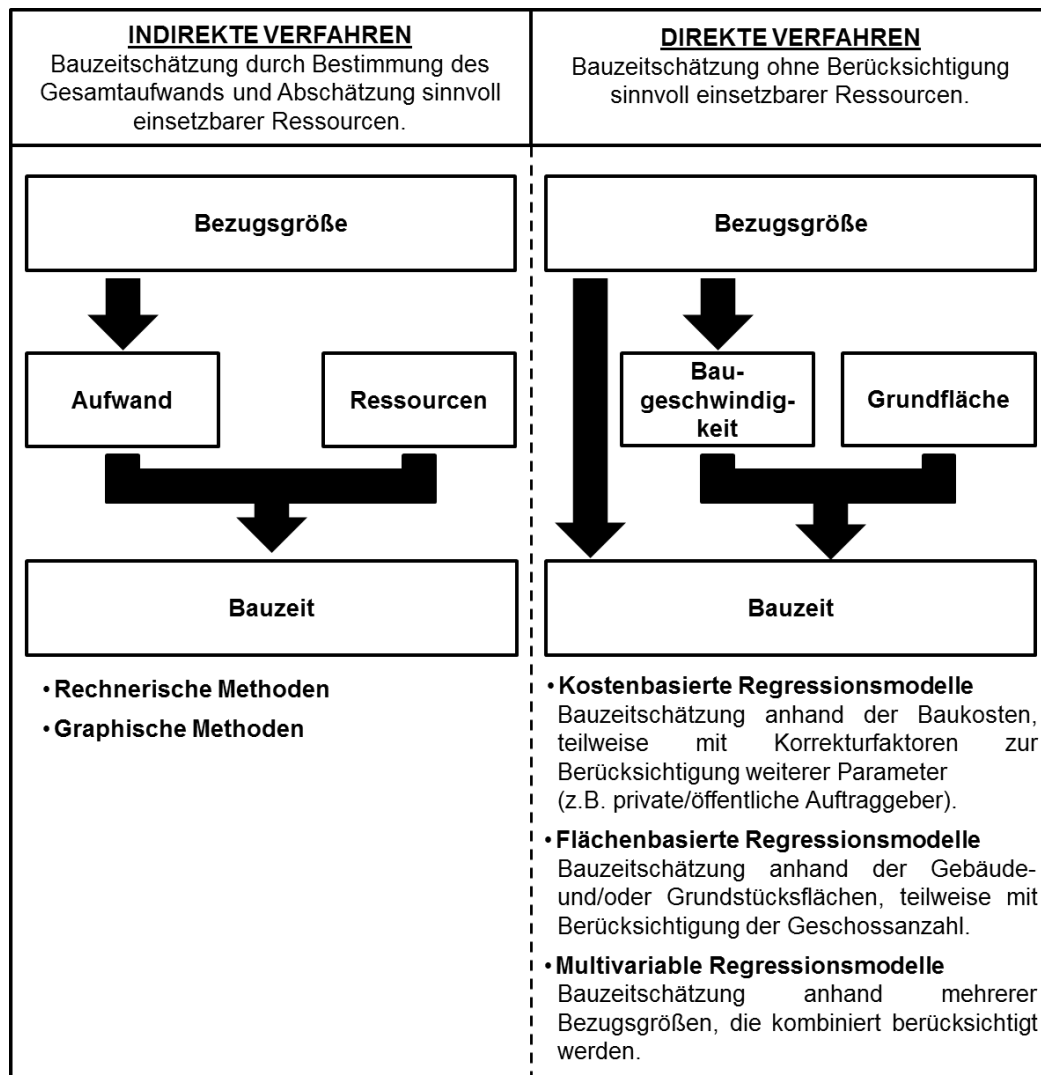 INDIREKTE VERFAHREN
Bauzeitschätzung durch Bestimmung des
Gesamtaufwands und Abschätzung sinnvoll
einsetzbarer Ressourcen.
DIREKTE VERFAHREN
Bauzeitschätzung ohne Berücksichtigung
sinnvoll einsetzbarer Ressourcen.
Bezugsgröße
Aufwand
Ressourcen
Bauzeit
• Rechnerische Methoden
• Graphische Methoden
Bezugsgröße
Bau-
geschwindig-
keit
Grundfläche
Bauzeit
• Kostenbasierte Regressionsmodelle
Bauzeitschätzung anhand der Baukosten,
teilweise mit Korrekturfaktoren zur
Berücksichtigung weiterer Parameter
(z.B. private/öffentliche Auftraggeber).
• Flächenbasierte Regressionsmodelle
Bauzeitschätzung anhand der Gebäude-
und/oder Grundstücksflächen, teilweise mit
Berücksichtigung der Geschossanzahl.
• Multivariable Regressionsmodelle
Bauzeitschätzung anhand mehrerer
Bezugsgrößen, die kombiniert berücksichtigt
werden.